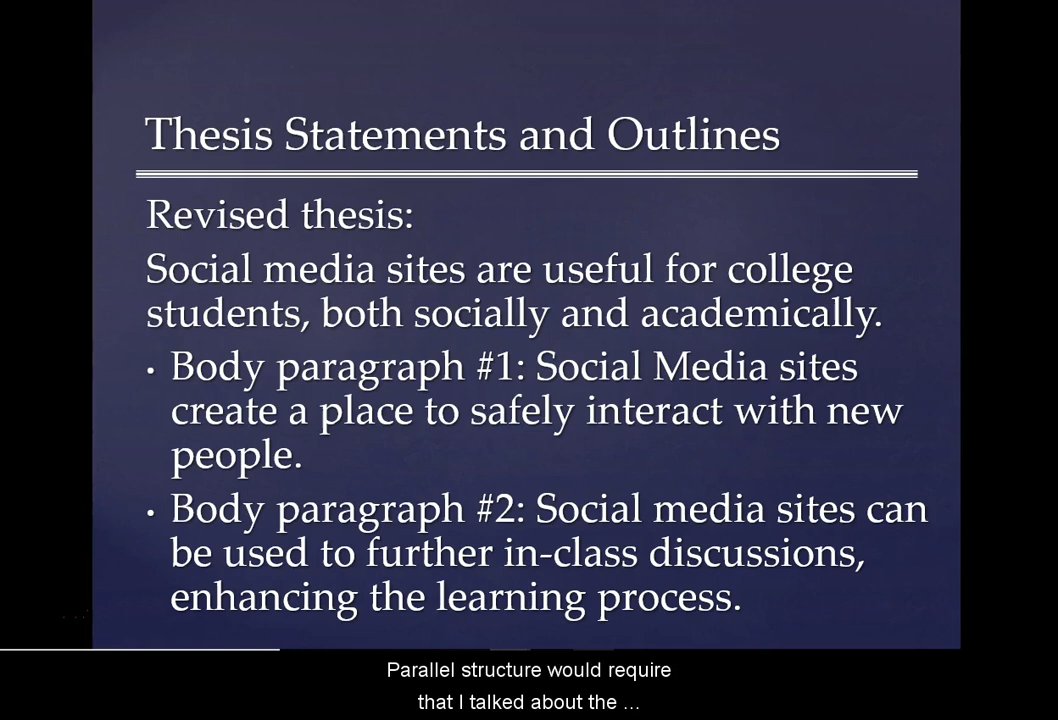 Thesis Statements and Outlines
Revised thesis:
Social media sites are useful for college
students, both socially and academically.
• Body paragraph #1: Social Media sites
create a place to safely interact with new
people.
• Body paragraph #2: Social media sites can
be used to further in-class discussions,
enhancing the learning process.
Parallel structure would require
that I talked about the ...